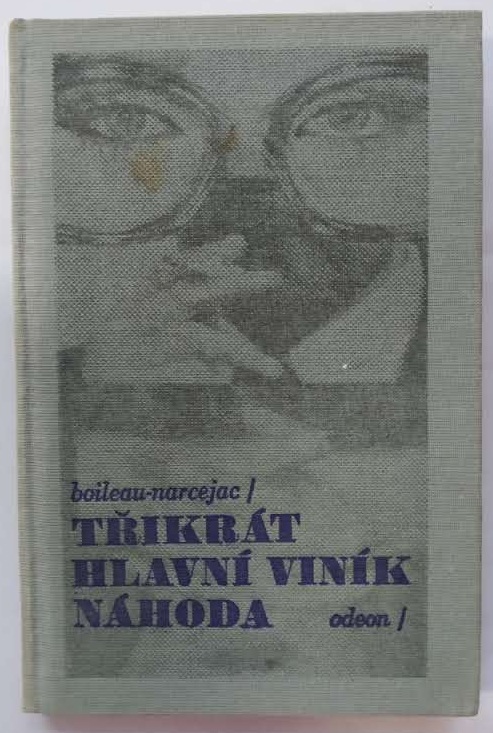 boileau-narcejac /
TŘIKRÁT
HLAVNÍ VINÍK
NÁHODA
odeon /